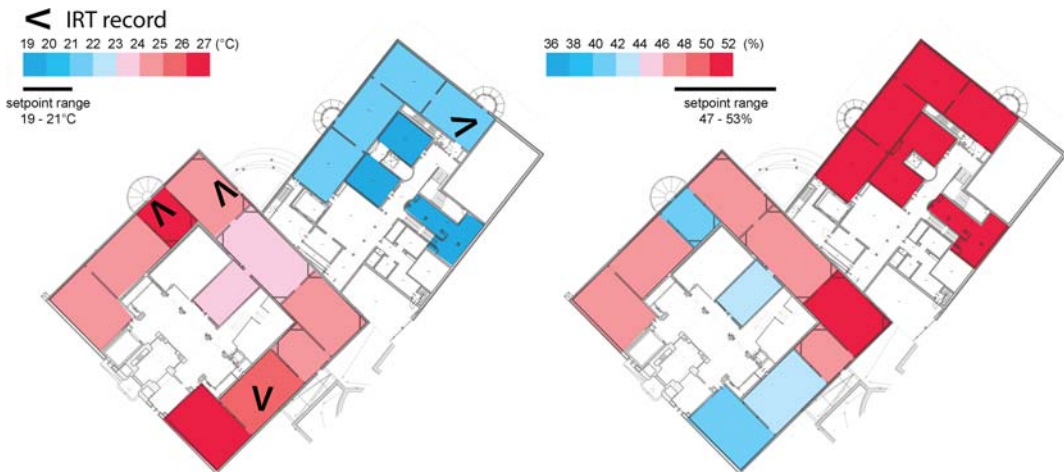 < IRT record
19 20 21 22 23 24 25 26 27 (°C)
setpoint range
19 - 21°C
36 38 40 42 44 46 48 50 52 (%)
setpoint range
47 - 53%